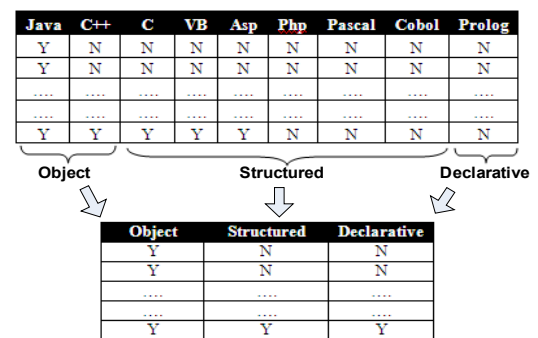 Java C++ C VB Asp Php Pascal Cobol Prolog
Y N N N N N N N N
Y N N N N N N N N
.... .... .... .... .... .... .... .... ....
.... .... .... .... .... .... .... .... ....
Y Y Y Y Y N N N N
Object Structured Declarative
Object Structured Declarative
Y N N
Y N N
.... .... ....
.... .... ....
Y Y Y